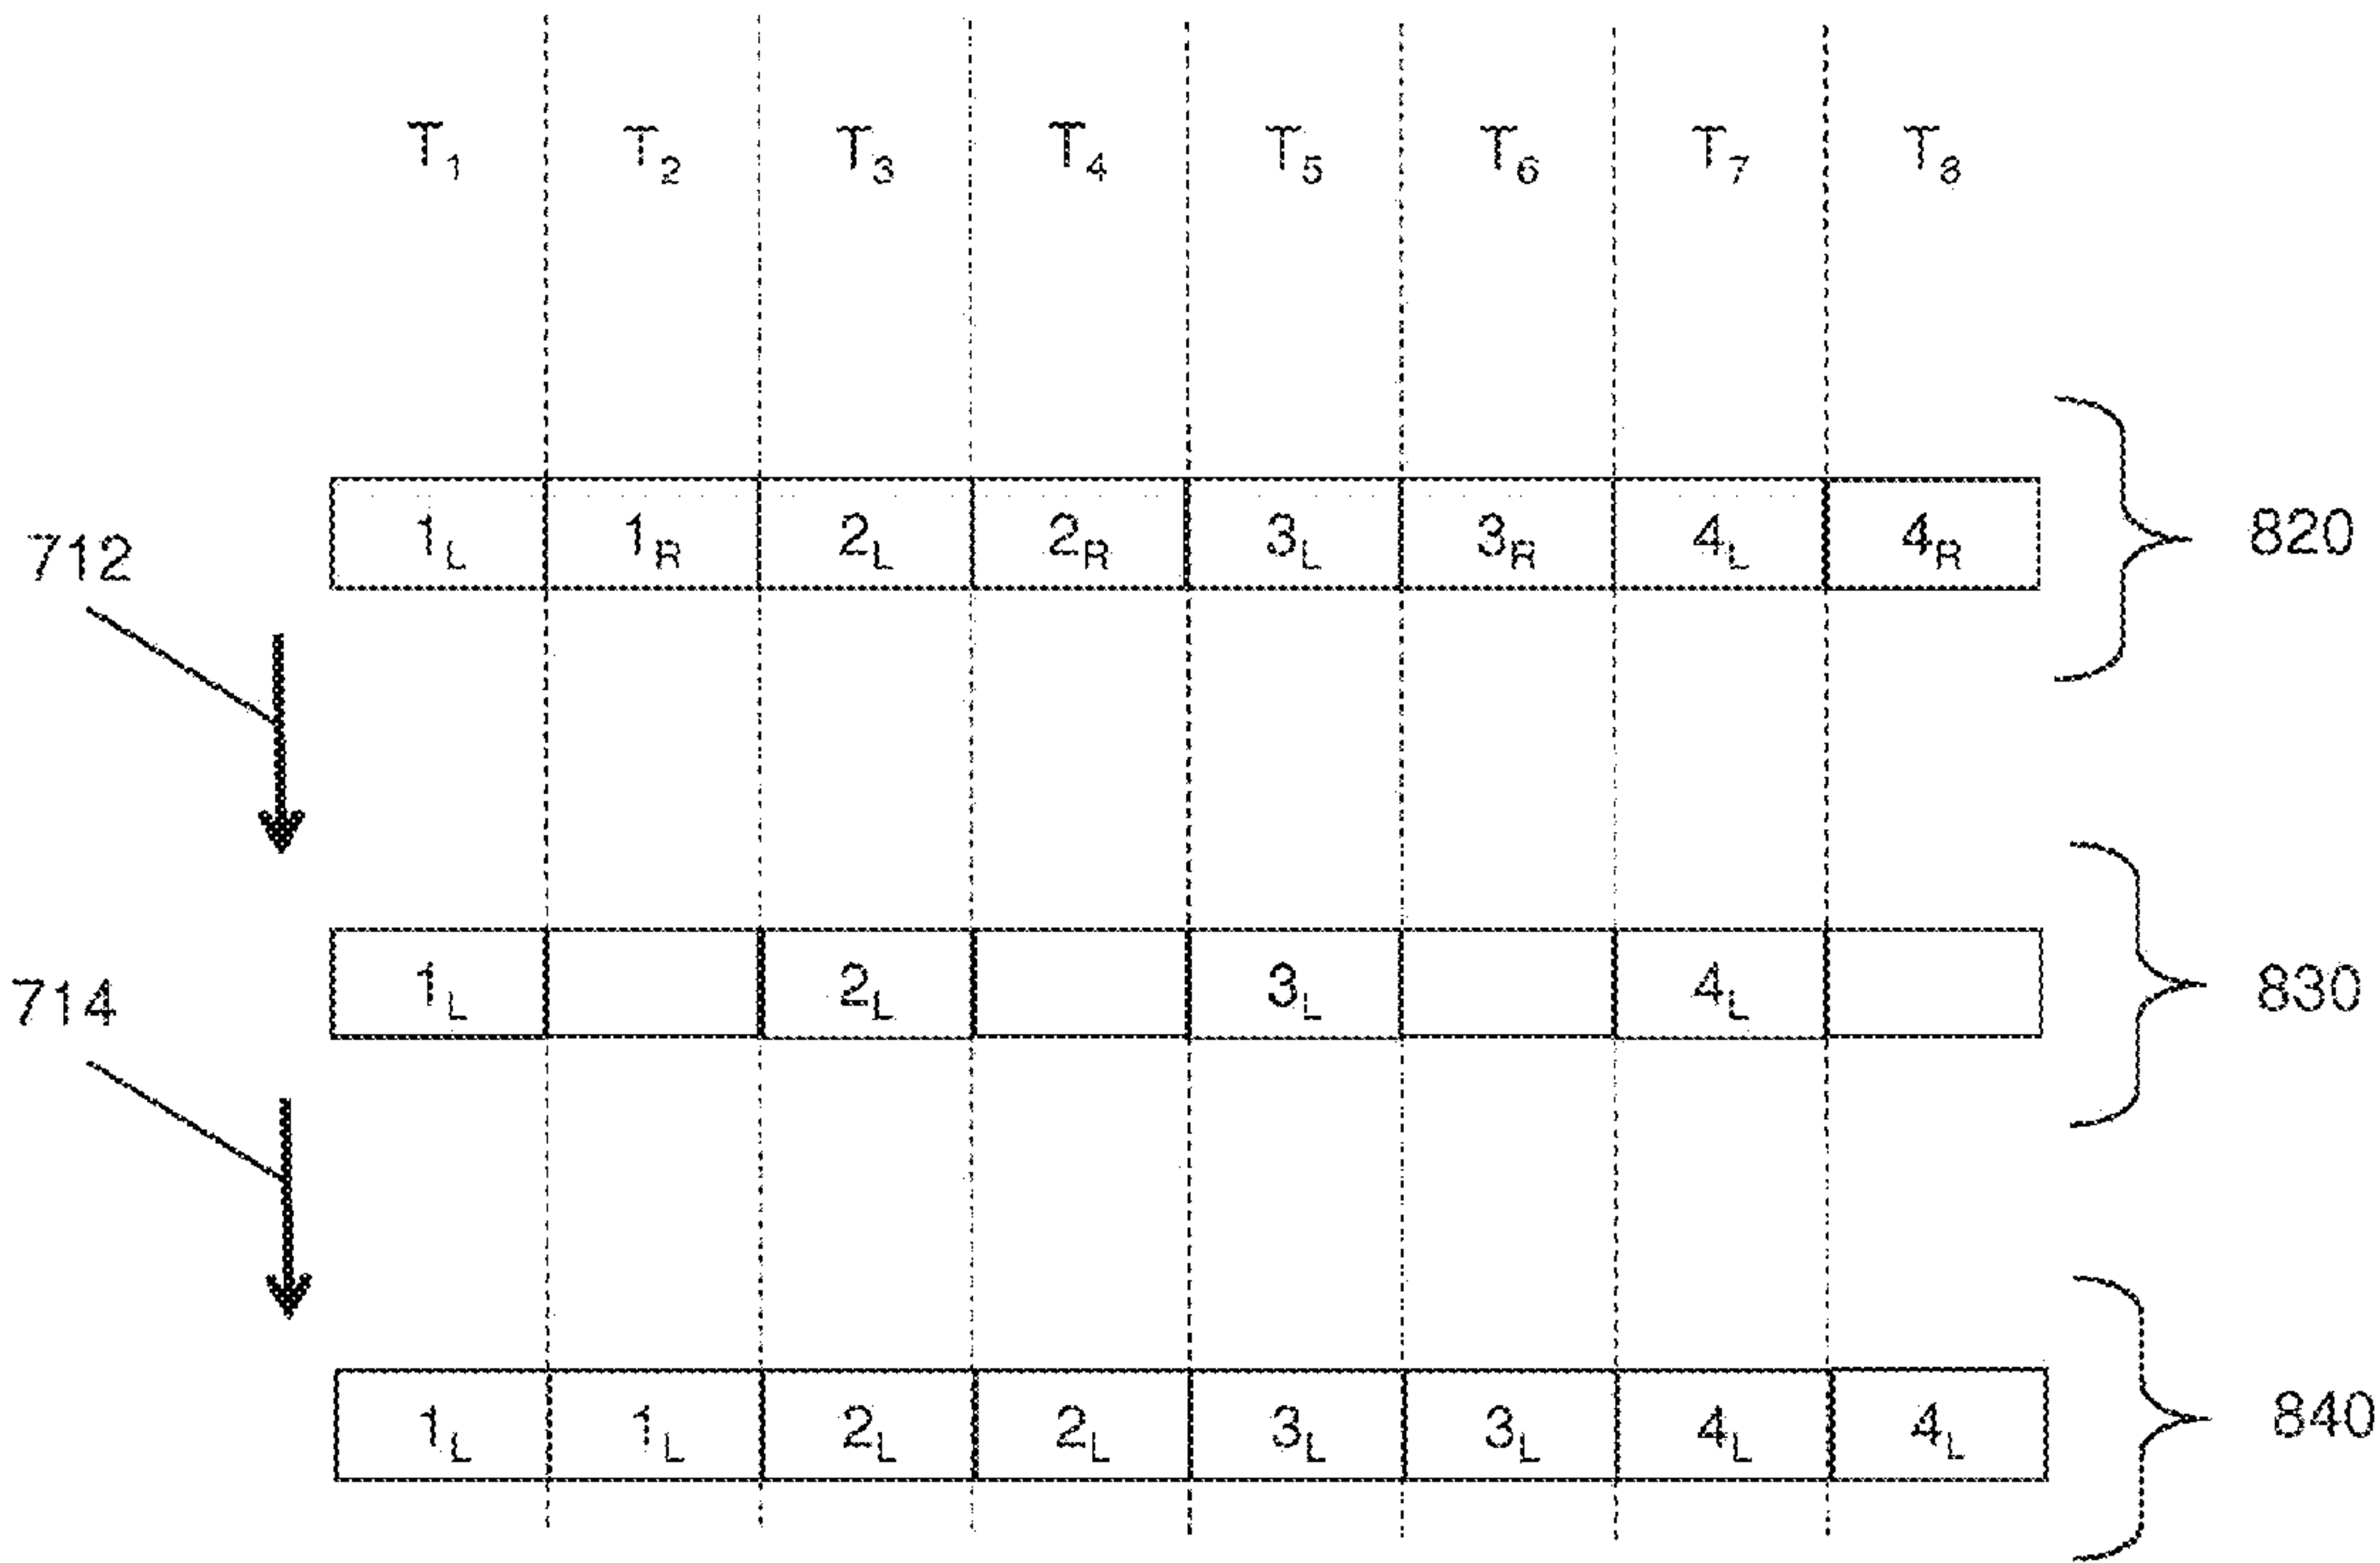 T₁ T₂ T₃ T₄ T₅ T₆ T₇ T₈
1L 1R 2L 2R 3L 3R 4L 4R 820
712
1L 2L 3L 4L 830
714
1L 1L 2L 2L 3L 3L 4L 4L 840